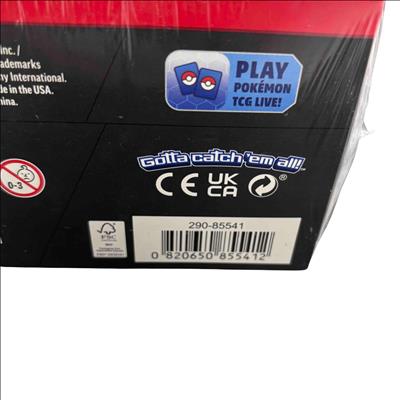 inc. /
ademarks
ny International.
de in the USA.
hina.
PLAY
POKÉMON
TCG LIVE!
Gotta catch 'em all!
CE UK
CA
0-3
FSC
290-85541
0 820650 855412